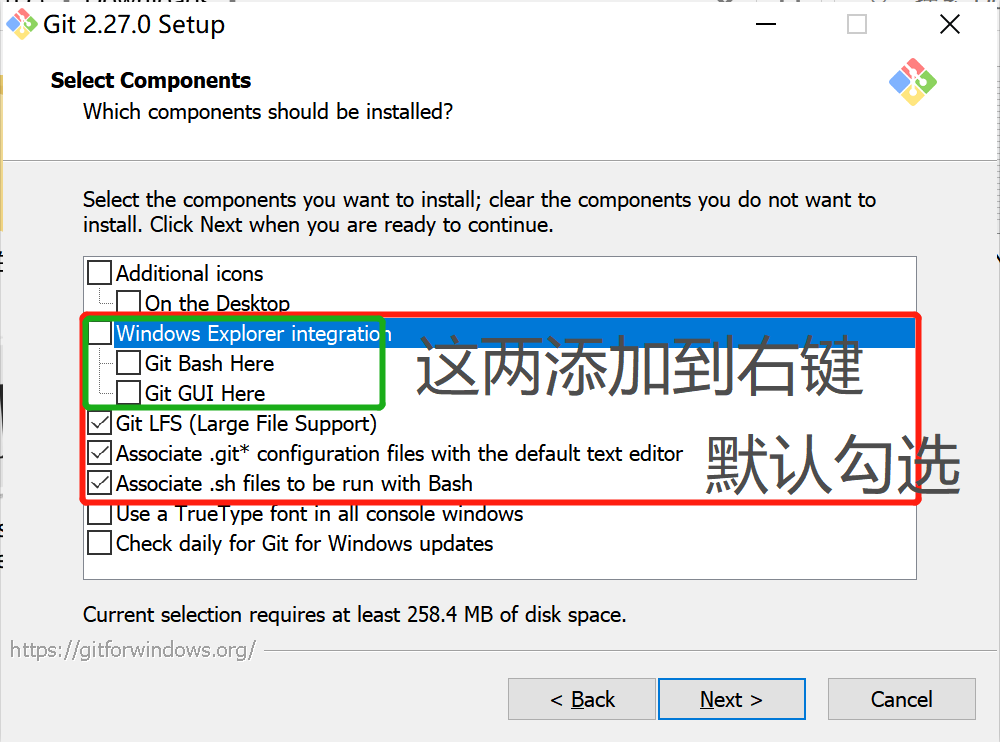 Git 2.27.0 Setup
Select Components
Which components should be installed?
Select the components you want to install; clear the components you do not want to
install. Click Next when you are ready to continue.
Additional icons
On the Desktop
Windows Explorer integration
Git Bash Here
这两添加到右键
Git GUI Here
Git LFS (Large File Support)
Associate .git* configuration files with the default text editor
默认勾选
Associate .sh files to be run with Bash
Use a TrueType font in all console windows
Check daily for Git for Windows updates
Current selection requires at least 258.4 MB of disk space.
https://gitforwindows.org/
< Back
Next >
Cancel